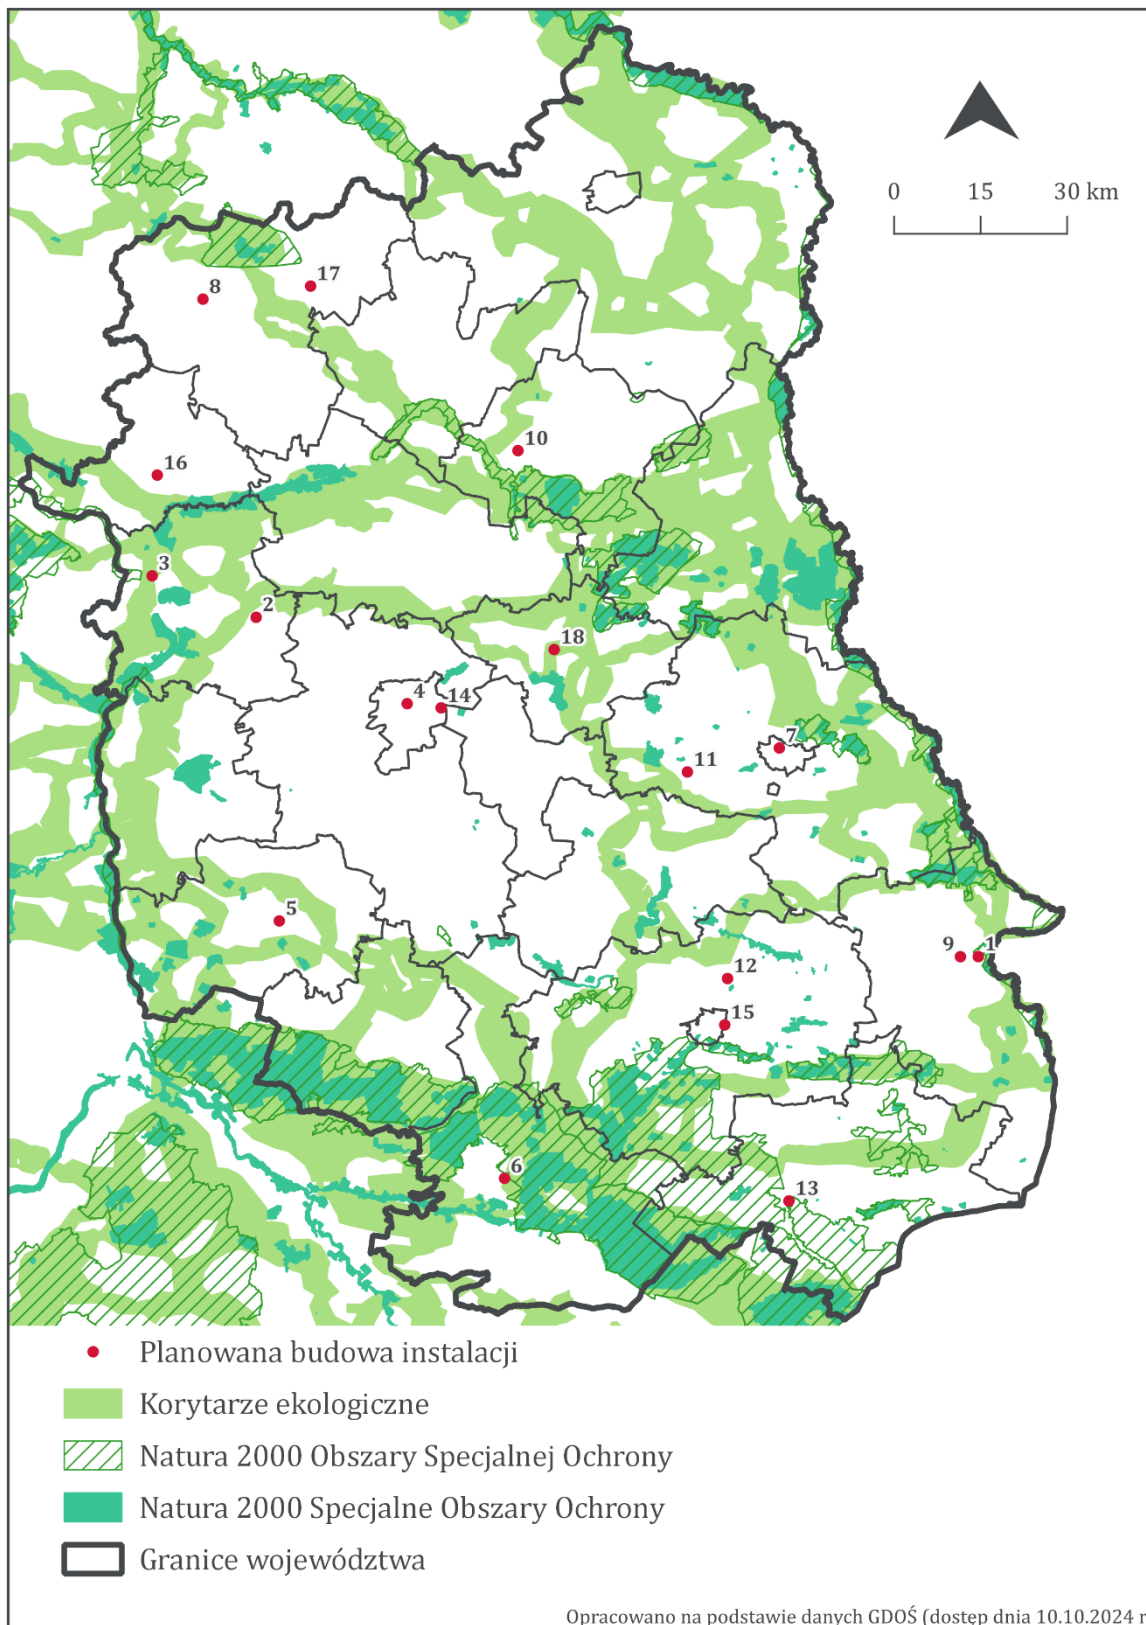 0 15 30 km
17
8
10
16
3
2
18
4 14
7
11
5
9 1
12
15
6
13
Planowana budowa instalacji
Korytarze ekologiczne
Natura 2000 Obszary Specjalnej Ochrony
Natura 2000 Specjalne Obszary Ochrony
Granice województwa
Opracowano na podstawie danych GDOŚ (dostęp dnia 10.10.2024 r